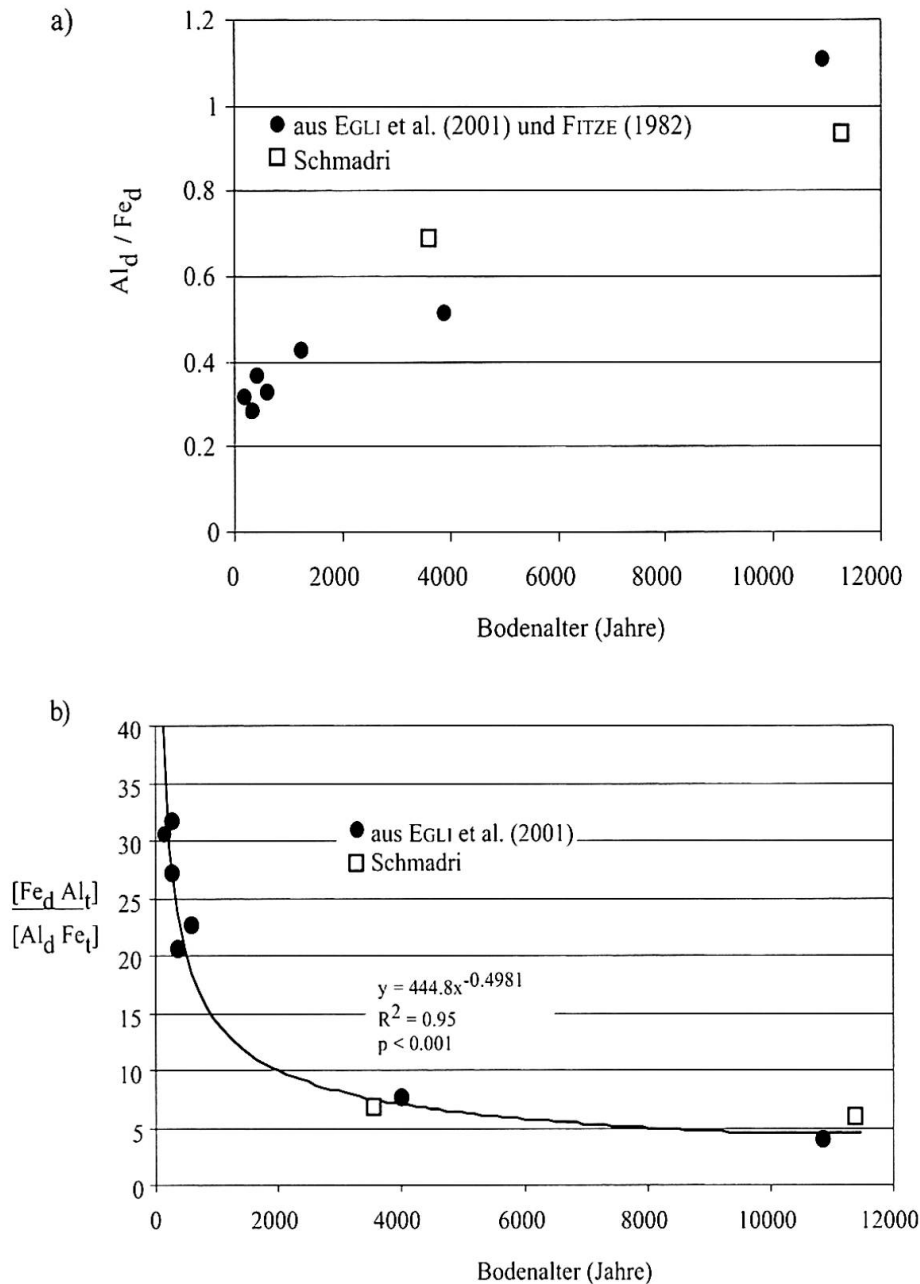 a)
1.2
1
0.8
0.6
0.4
0.2
0
Al_d / Fe_d
● aus EGLI et al. (2001) und FITZE (1982)
□ Schmadri
0 2000 4000 6000 8000 10000 12000
Bodenalter (Jahre)
b)
40
35
30
25
20
15
10
5
0
[Fe_d Al_t]
[Al_d Fe_t]
● aus EGLI et al. (2001)
□ Schmadri
y = 444.8x^-0.4981
R^2 = 0.95
p < 0.001
0 2000 4000 6000 8000 10000 12000
Bodenalter (Jahre)